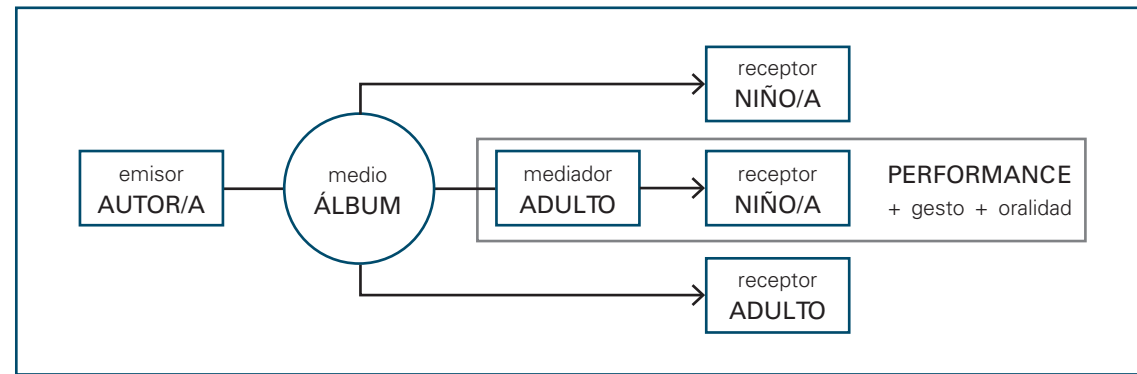 receptor
NIÑO/A
emisor
AUTOR/A
medio
ÁLBUM
mediador
ADULTO
receptor
NIÑO/A
PERFORMANCE
+ gesto + oralidad
receptor
ADULTO